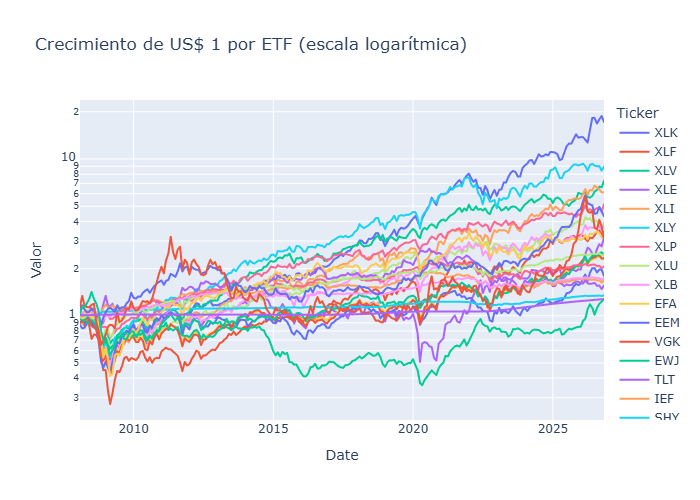 Crecimiento de US$ 1 por ETF (escala logarítmica)
Ticker
XLK
XLF
XLV
XLE
XLI
XLY
XLP
XLU
XLB
EFA
EEM
VGK
EWJ
TLT
IEF
SHY
Valor
2
10
9
8
7
6
5
4
3
2
1
9
8
7
6
5
4
3
2010
2015
2020
2025
Date